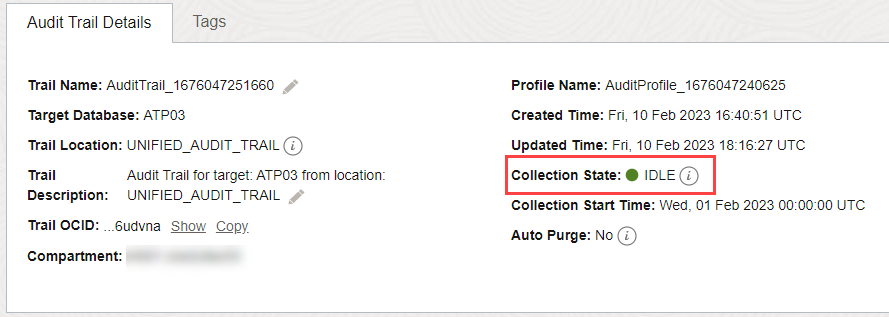 Audit Trail Details
Tags
Trail Name: AuditTrail_1676047251660
Target Database: ATP03
Trail Location: UNIFIED_AUDIT_TRAIL
Trail Description: Audit Trail for target: ATP03 from location:
UNIFIED_AUDIT_TRAIL
Trail OCID: ...6udvna Show Copy
Compartment:
Profile Name: AuditProfile_1676047240625
Created Time: Fri, 10 Feb 2023 16:40:51 UTC
Updated Time: Fri, 10 Feb 2023 18:16:27 UTC
Collection State: IDLE
Collection Start Time: Wed, 01 Feb 2023 00:00:00 UTC
Auto Purge: No